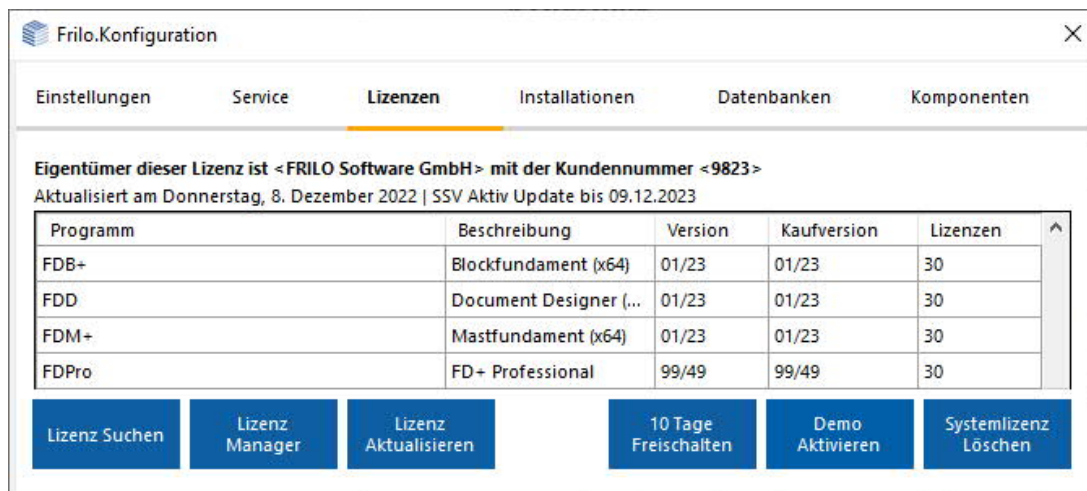 Frilo.Konfiguration
Einstellungen Service Lizenzen Installationen Datenbanken Komponenten
Eigentümer dieser Lizenz ist <FRILO Software GmbH> mit der Kundennummer <9823>
Aktualisiert am Donnerstag, 8. Dezember 2022 | SSV Aktiv Update bis 09.12.2023
Programm Beschreibung Version Kaufversion Lizenzen
FDB+ Blockfundament (x64) 01/23 01/23 30
FDD Document Designer (... 01/23 01/23 30
FDM+ Mastfundament (x64) 01/23 01/23 30
FDPro FD+ Professional 99/49 99/49 30
Lizenz Suchen
Lizenz
Manager
Lizenz
Aktualisieren
10 Tage
Freischalten
Demo
Aktivieren
Systemlizenz
Löschen